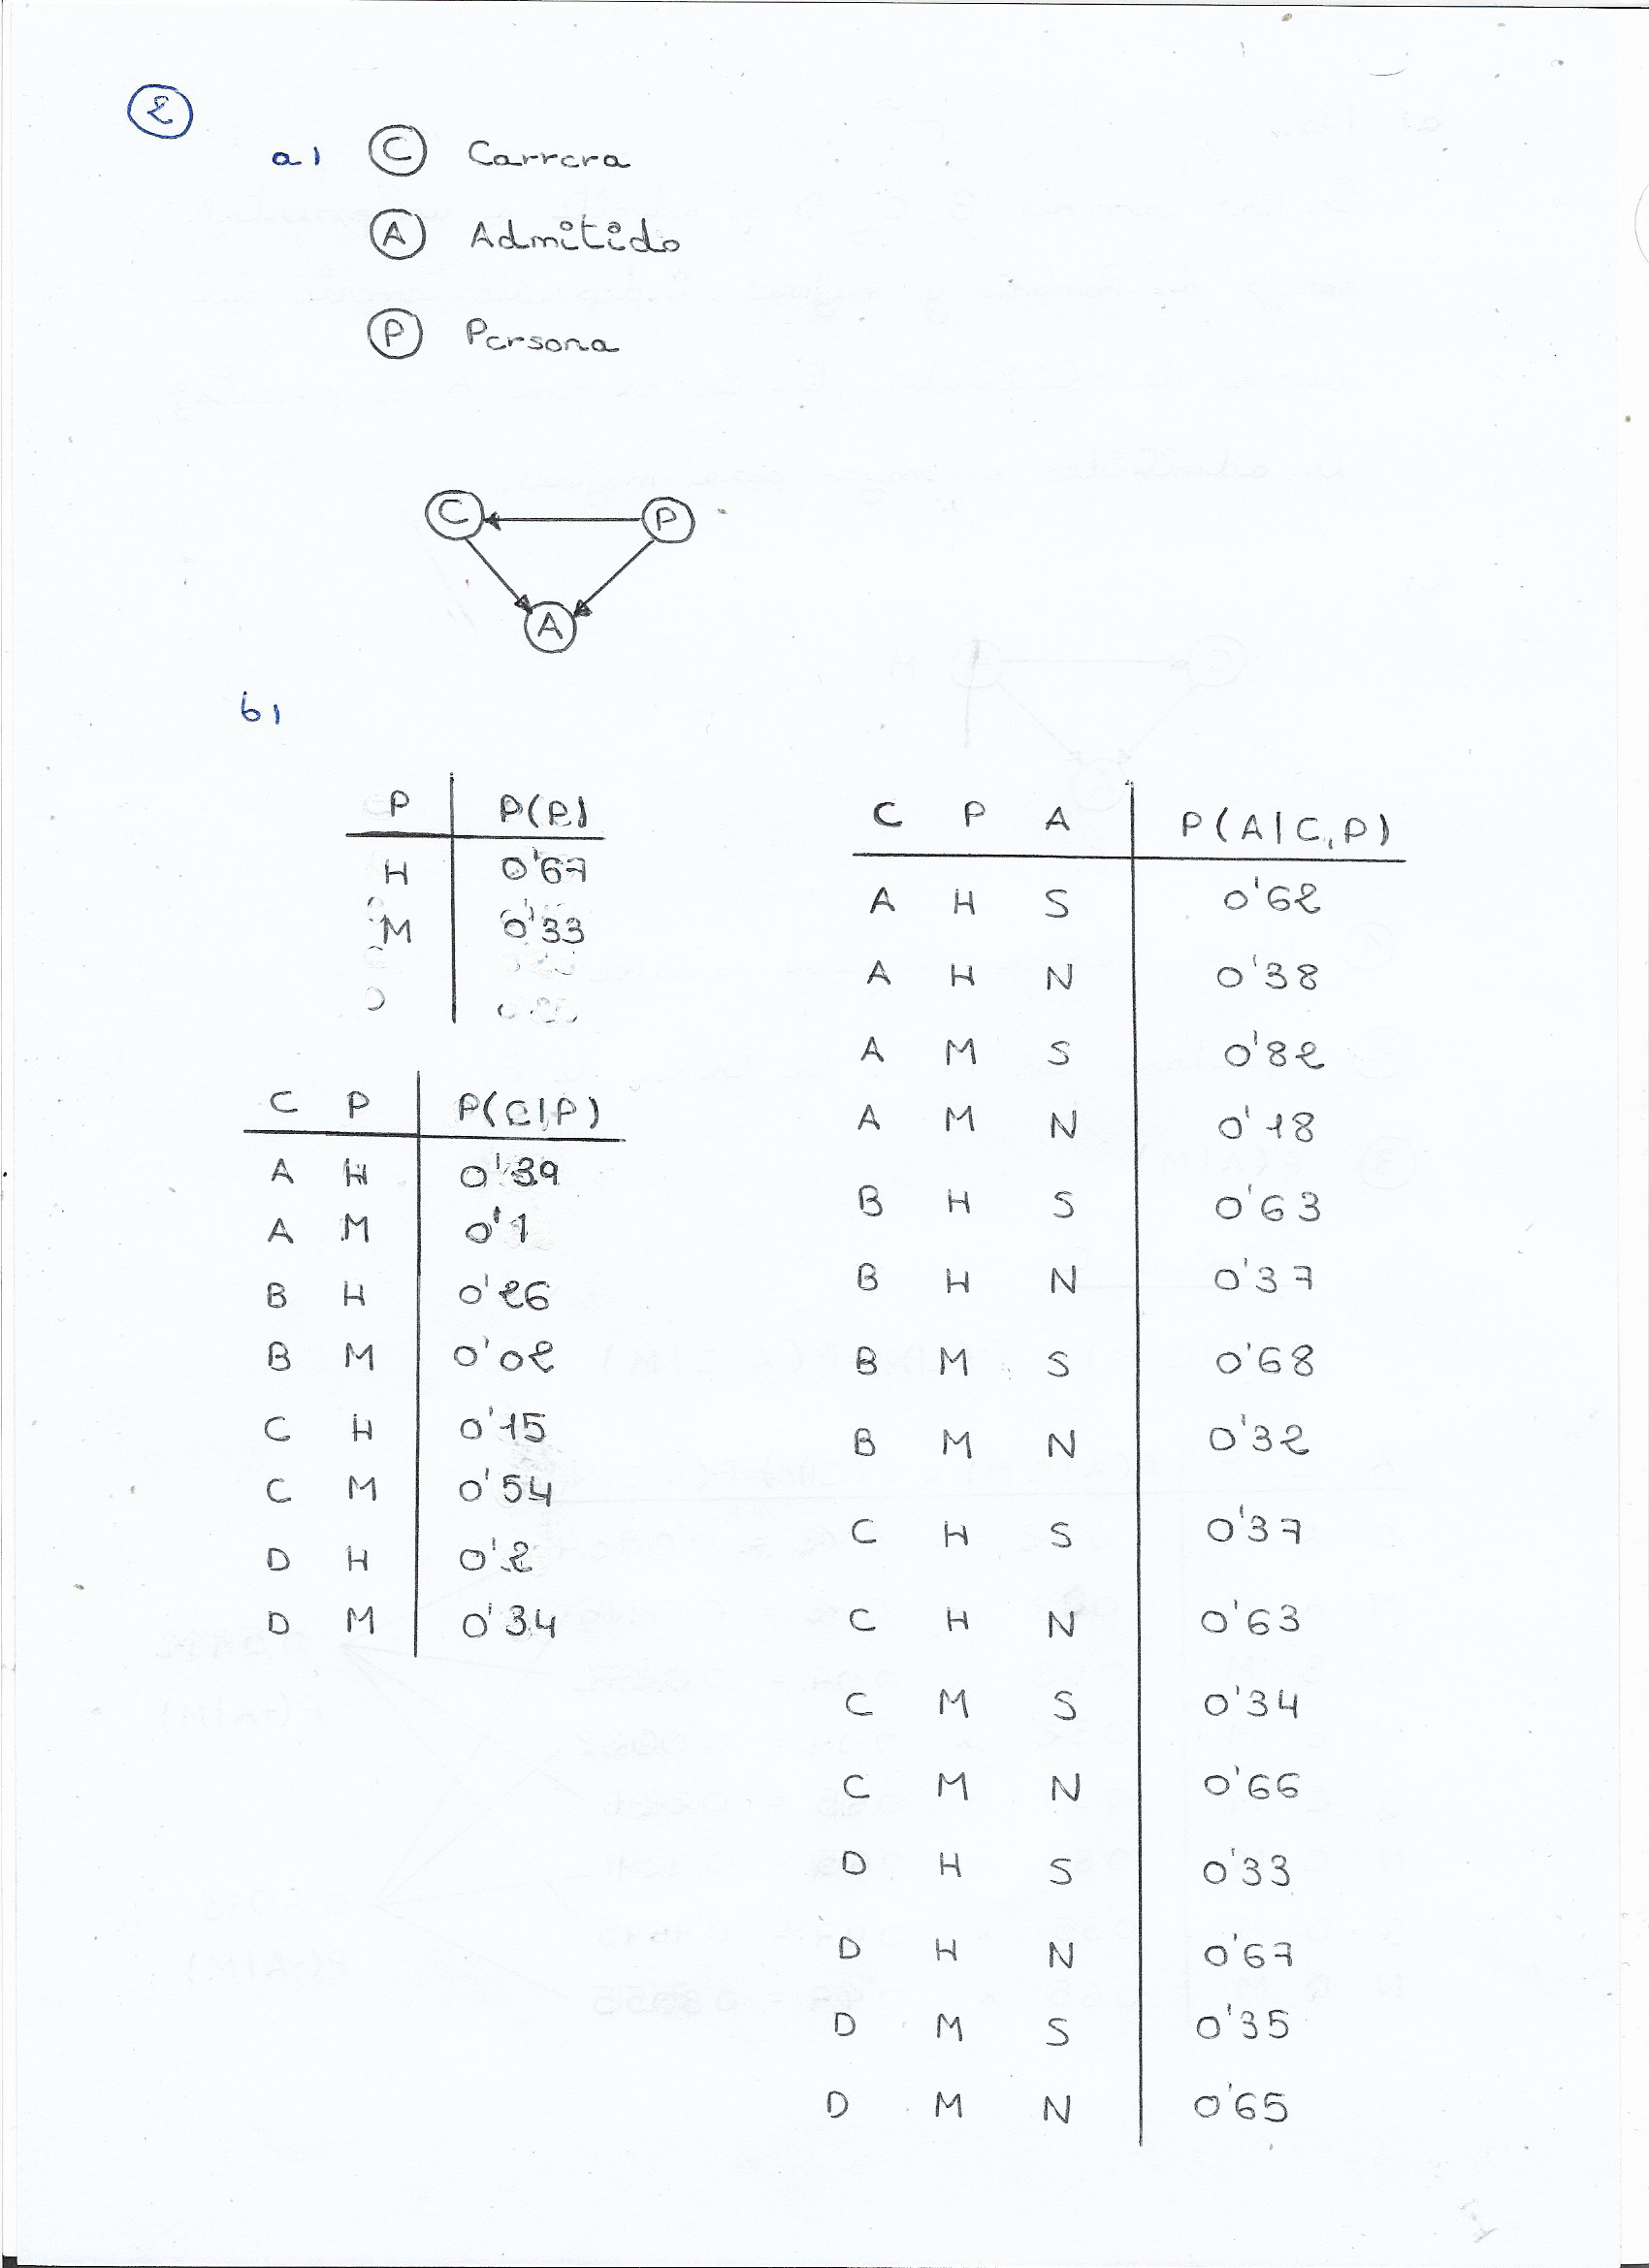 2
a) C Carrera
A Admitido
P Persona
C P
A
b)
P P(P)
H 0'67
M 0'33
C P P(C|P)
A H 0'39
A M 0'1
B H 0'26
B M 0'02
C H 0'15
C M 0'54
D H 0'2
D M 0'34
C P A P(A|C,P)
A H S 0'62
A H N 0'38
A M S 0'82
A M N 0'18
B H S 0'63
B H N 0'37
B M S 0'68
B M N 0'32
C H S 0'37
C H N 0'63
C M S 0'34
C M N 0'66
D H S 0'33
D H N 0'67
D M S 0'35
D M N 0'65